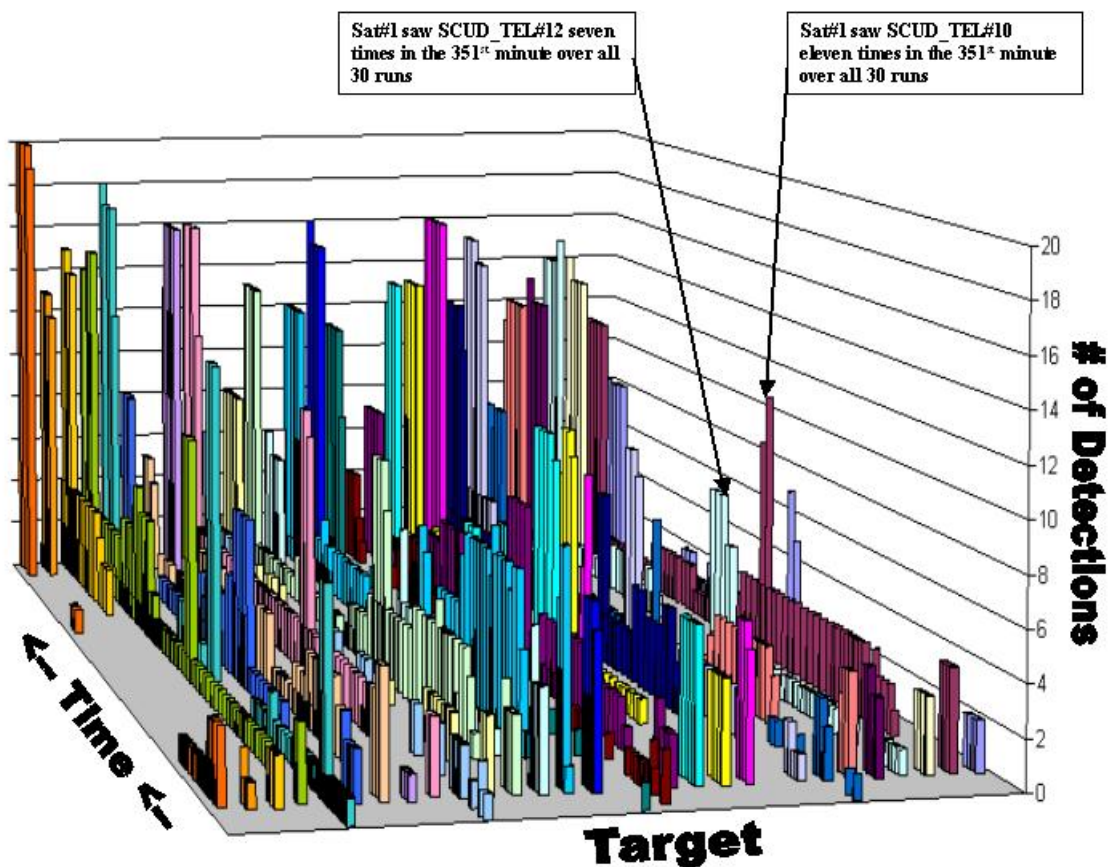 Sat#1 saw SCUD_TEL#12 seven
times in the 351st minute over all
30 runs
Sat#1 saw SCUD_TEL#10
eleven times in the 351st minute
over all 30 runs
20
18
16
14
12
10
8
6
4
2
0
# of Detections
<-- Time <--
Target